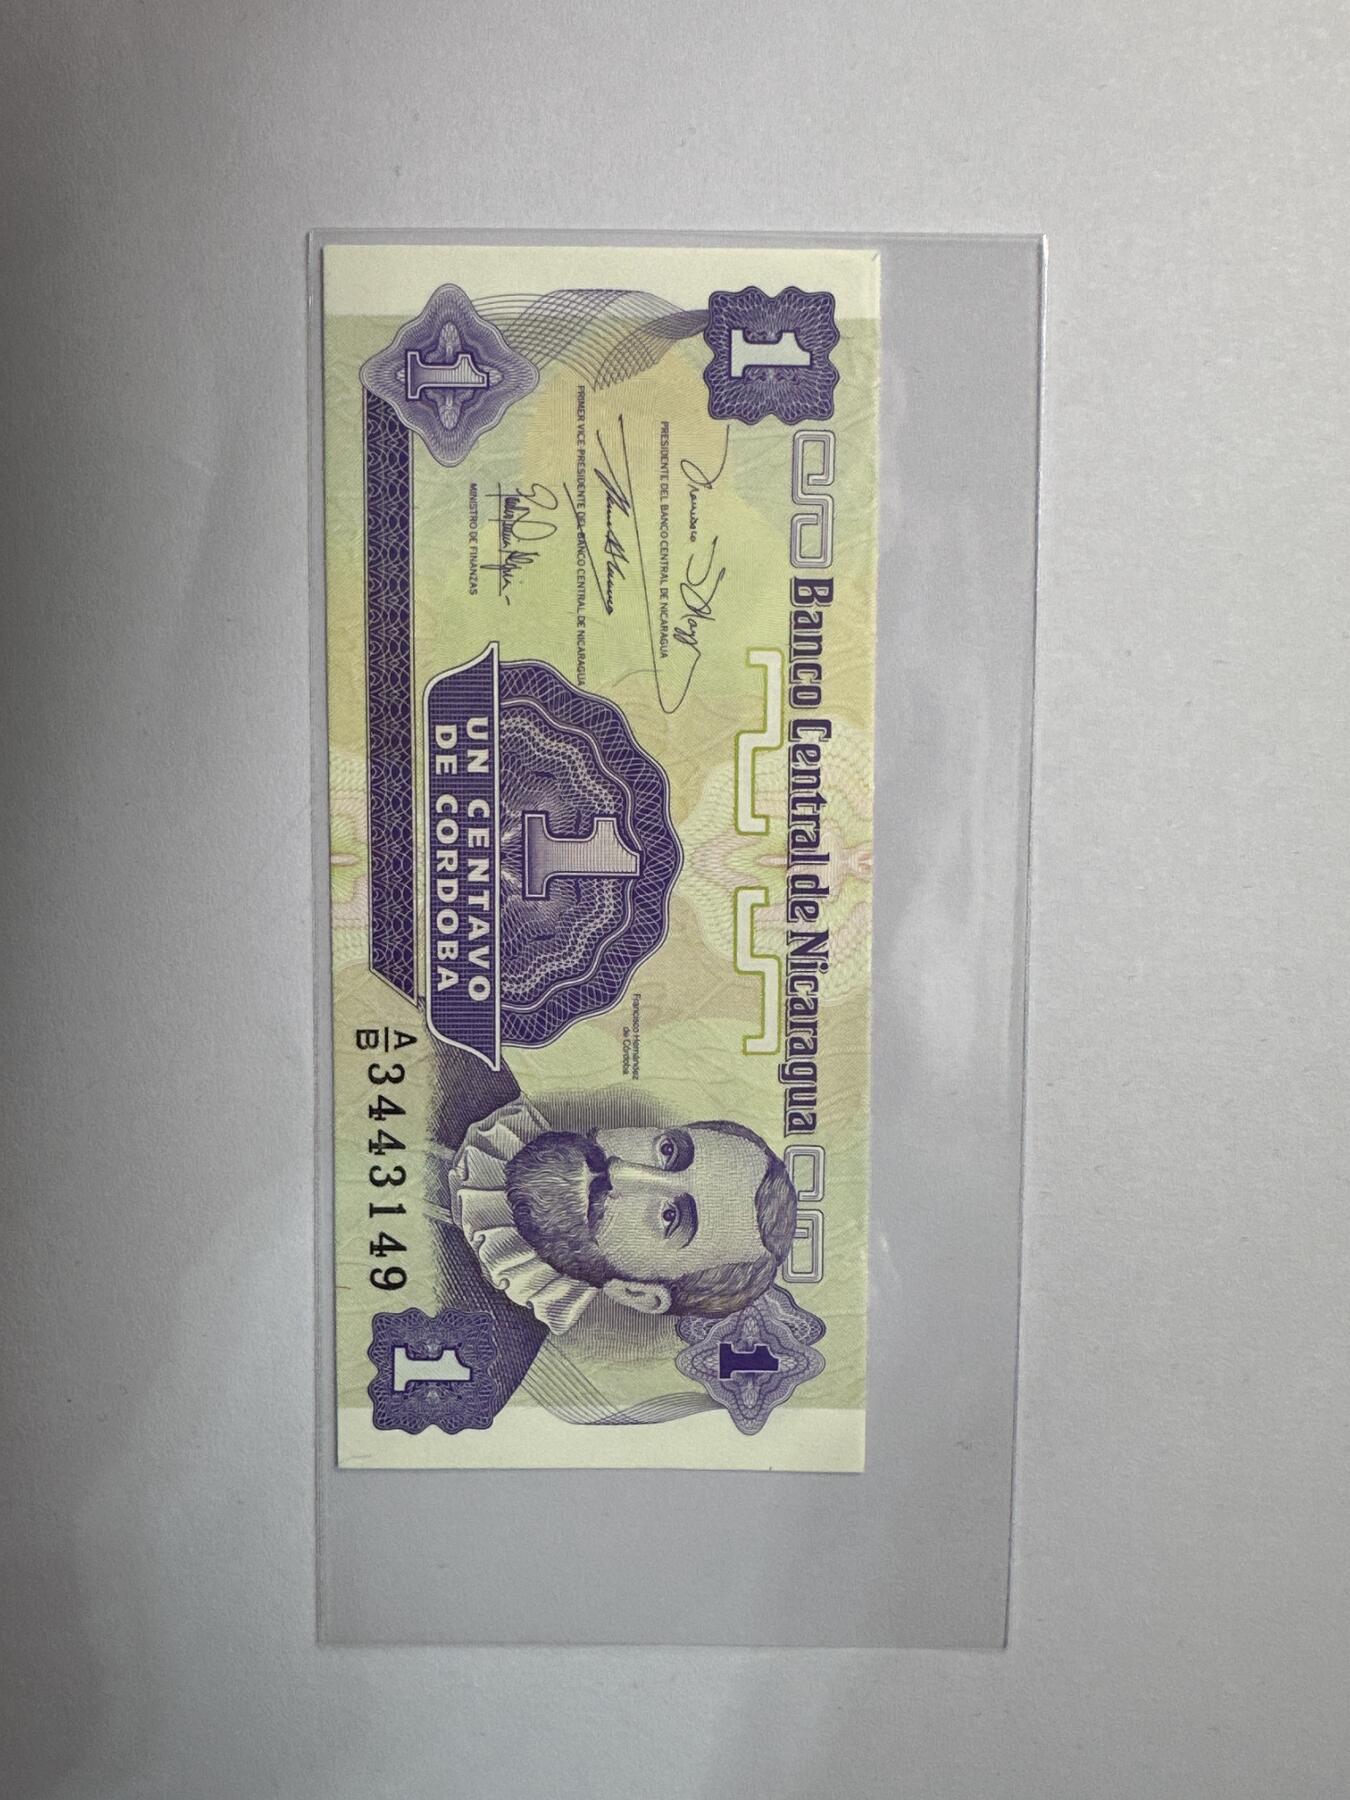 1
Banco Central de Nicaragua
1
PRESIDENTE DEL BANCO CENTRAL DE NICARAGUA
PRIMER VICE-PRESIDENTE DEL BANCO CENTRAL DE NICARAGUA
MINISTRO DE FINANZAS
Francisco Hernández
de Córdoba
1
1
UN CENTAVO
DE CORDOBA
A/B 3443149
1